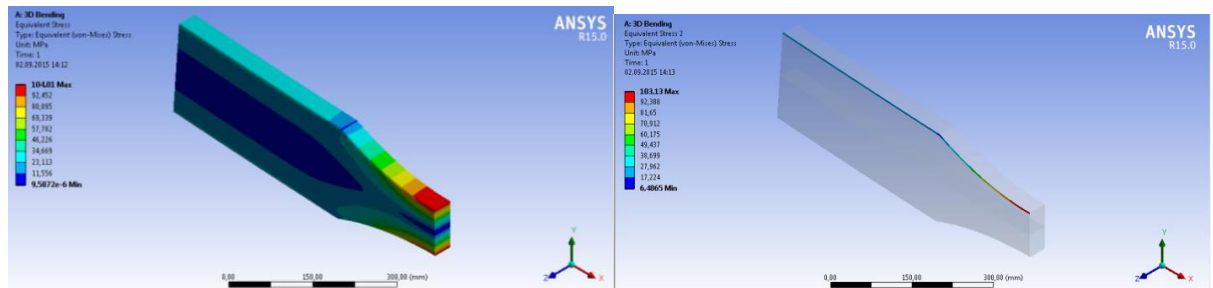 A: 3D Bending
Equivalent Stress
Type: Equivalent (von-Mises) Stress
Unit: MPa
Time: 1
02.09.2015 14:12
104.01 Max
92,452
80,895
69,339
57,782
46,226
34,669
23,113
11,556
9,5872e-6 Min
ANSYS
R15.0
Y
Z
X
0,00
150,00
300,00 (mm)
A: 3D Bending
Equivalent Stress 2
Type: Equivalent (von-Mises) Stress
Unit: MPa
Time: 1
02.09.2015 14:13
103.13 Max
92,388
81,65
70,912
60,175
49,437
38,699
27,962
17,224
6,4865 Min
ANSYS
R15.0
Y
Z
X
0,00
150,00
300,00 (mm)